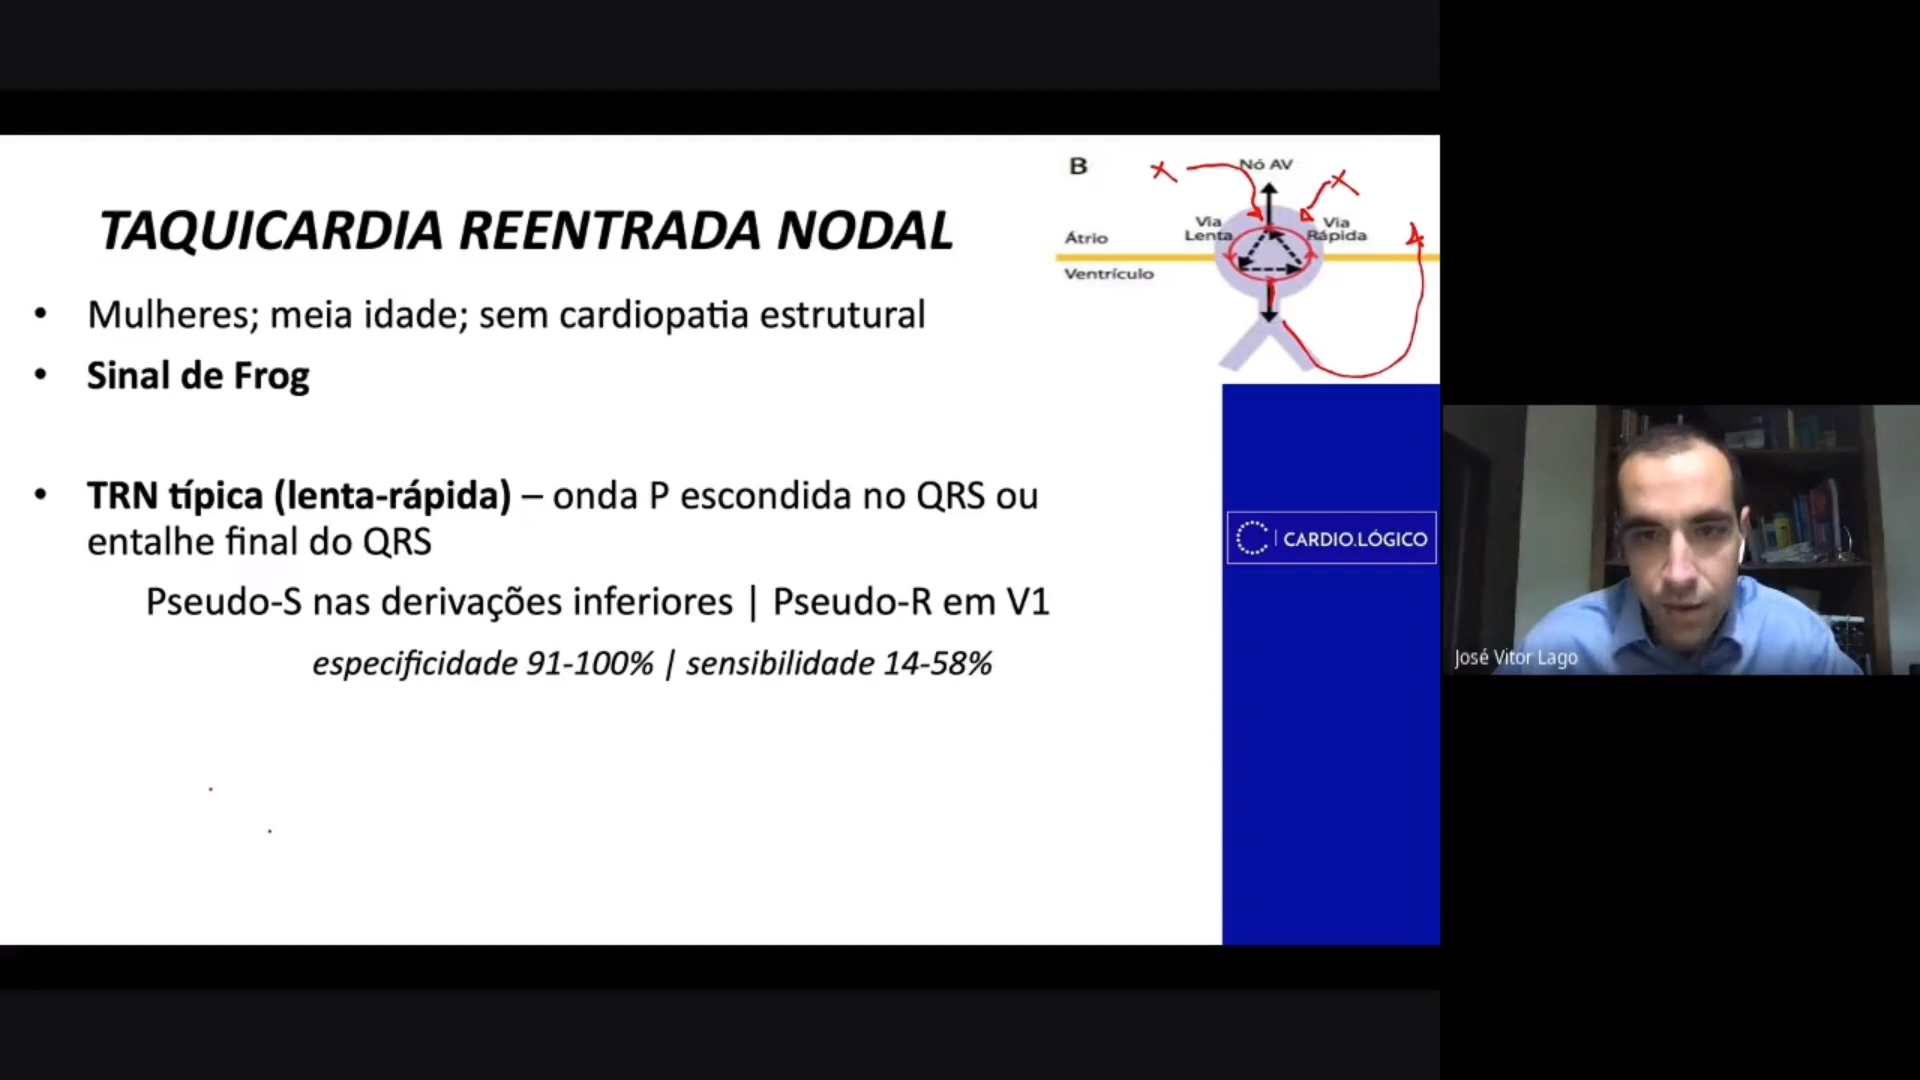 TAQUICARDIA REENTRADA NODAL
• Mulheres; meia idade; sem cardiopatia estrutural
• Sinal de Frog
• TRN típica (lenta-rápida) – onda P escondida no QRS ou
entalhe final do QRS
Pseudo-S nas derivações inferiores | Pseudo-R em V1
especificidade 91-100% | sensibilidade 14-58%
B
Nó AV
Via
Lenta
Via
Rápida
Átrio
Ventrículo
CARDIO.LÓGICO
José Vitor Lago